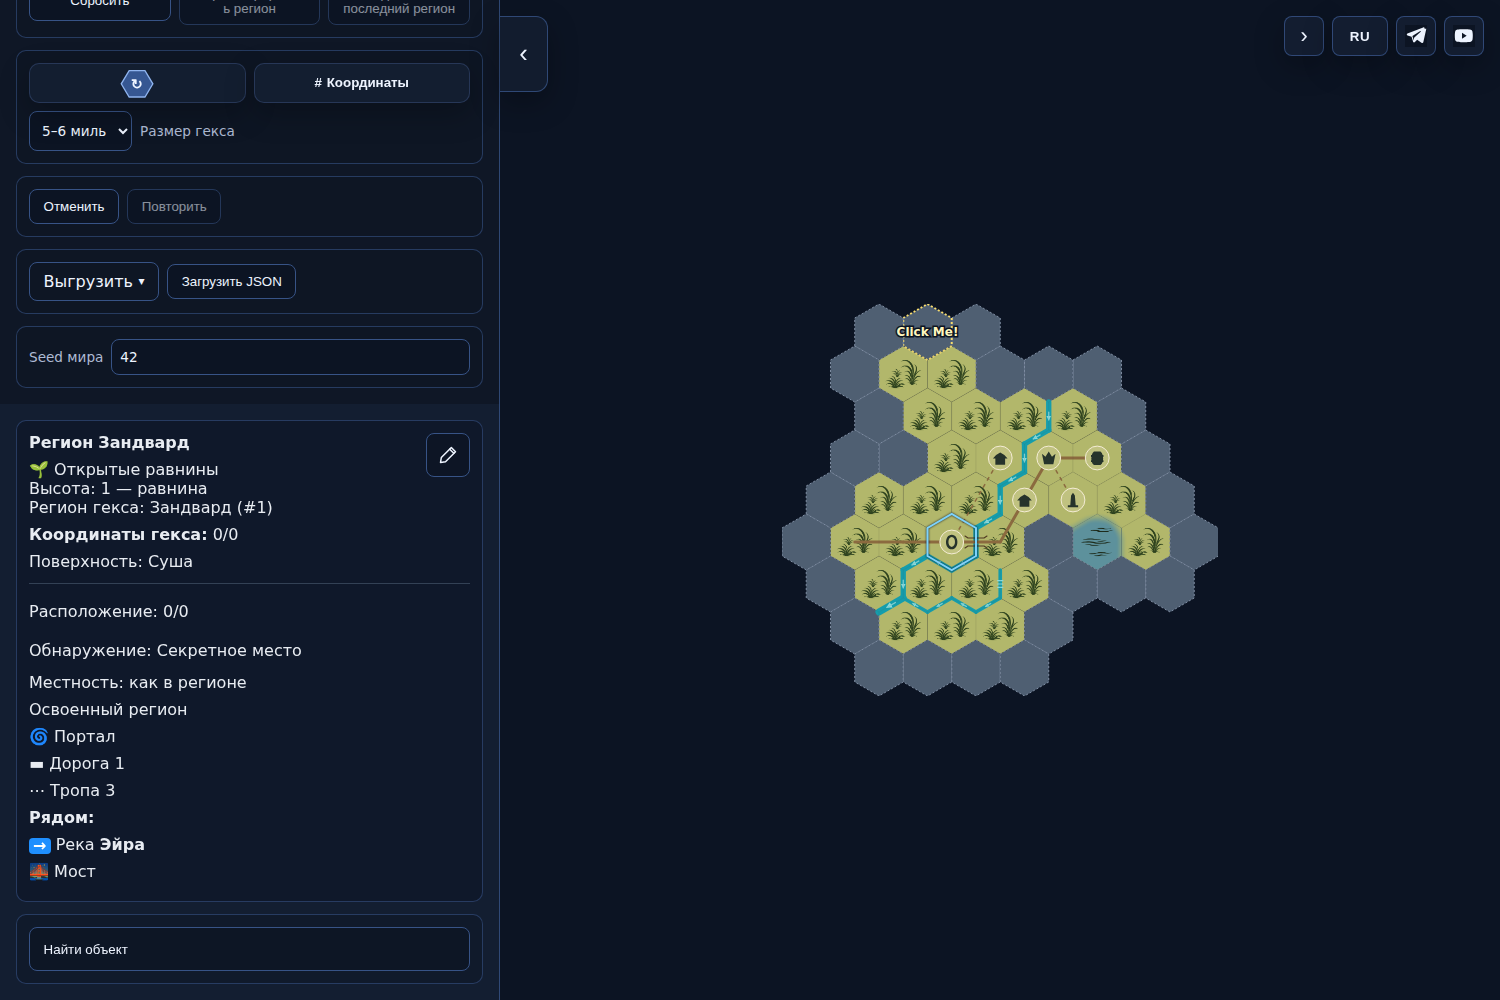 Сбросить
ь регион
последний регион
‹
›
RU
↻
# Координаты
5–6 миль
Размер гекса
Отменить
Повторить
Выгрузить ▾
Загрузить JSON
Seed мира
42
Click Me!
Регион Зандвард
🌱 Открытые равнины
Высота: 1 — равнина
Регион гекса: Зандвард (#1)
Координаты гекса: 0/0
Поверхность: Суша
Расположение: 0/0
Обнаружение: Секретное место
Местность: как в регионе
Освоенный регион
🌀 Портал
▬ Дорога 1
⋯ Тропа 3
Рядом:
→ Река Эйра
🌉 Мост
Найти объект